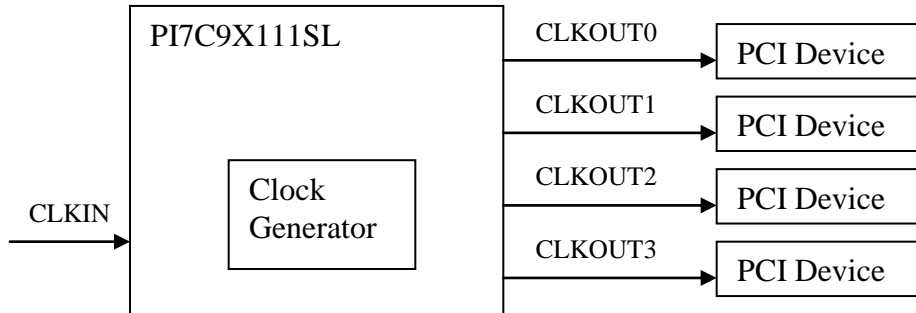 PI7C9X111SL
CLKOUT0
PCI Device
CLKOUT1
PCI Device
Clock
Generator
CLKOUT2
PCI Device
CLKIN
CLKOUT3
PCI Device